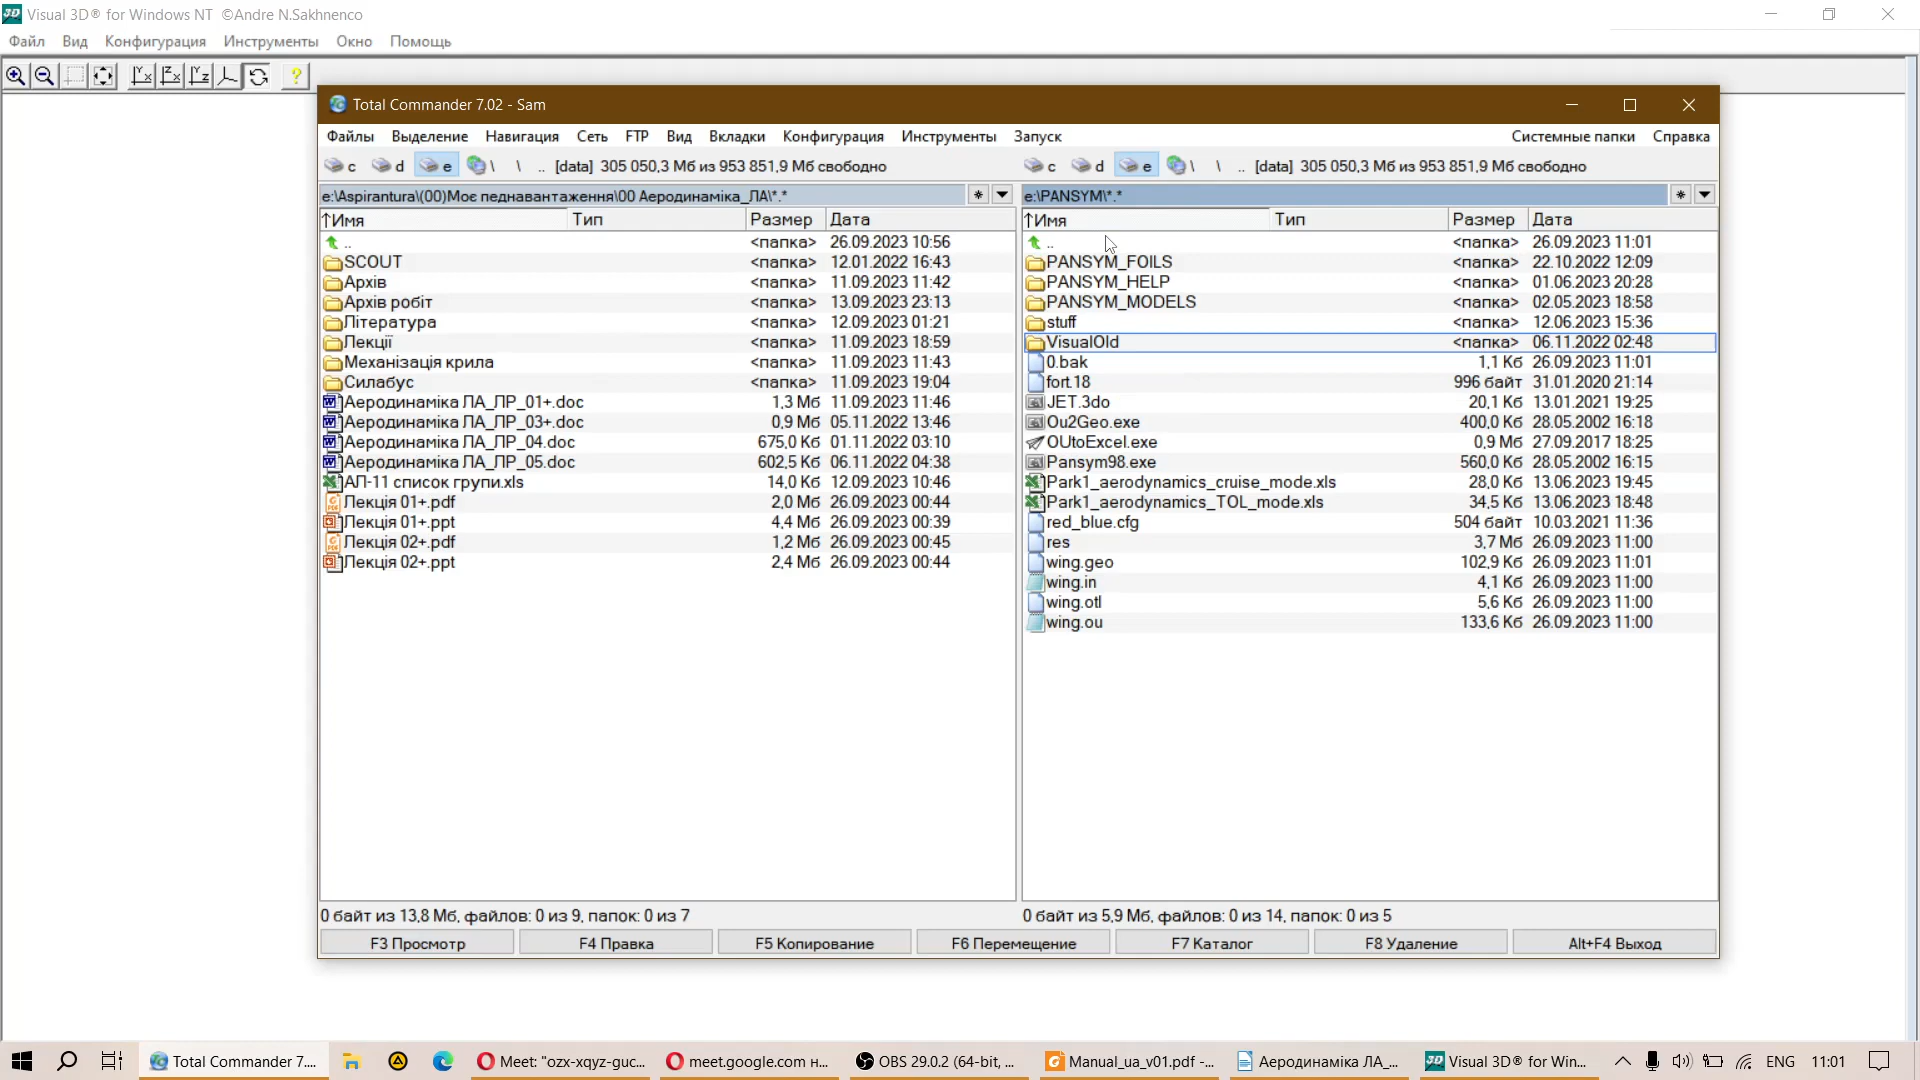 Visual 3D® for Windows NT ©Andre N.Sakhnenco
Файл Вид Конфигурация Инструменты Окно Помощь
Total Commander 7.02 - Sam
Файлы Выделение Навигация Сеть FTP Вид Вкладки Конфигурация Инструменты Запуск Системные папки Справка
c d e \ \ .. [data] 305 050,3 Мб из 953 851,9 Мб свободно
c d e \ \ .. [data] 305 050,3 Мб из 953 851,9 Мб свободно
e:\Aspirantura\(00)Моє педнавантаження\00 Аеродинаміка_ЛА\*.*
↑Имя Тип Размер Дата
.. <папка> 26.09.2023 10:56
SCOUT <папка> 12.01.2022 16:43
Архів <папка> 11.09.2023 11:42
Архів робіт <папка> 13.09.2023 23:13
Література <папка> 12.09.2023 01:21
Лекції <папка> 11.09.2023 18:59
Механізація крила <папка> 11.09.2023 11:43
Силабус <папка> 11.09.2023 19:04
Аеродинаміка ЛА_ЛР_01+.doc 1,3 Мб 11.09.2023 11:46
Аеродинаміка ЛА_ЛР_03+.doc 0,9 Мб 05.11.2022 13:46
Аеродинаміка ЛА_ЛР_04.doc 675,0 Кб 01.11.2022 03:10
Аеродинаміка ЛА_ЛР_05.doc 602,5 Кб 06.11.2022 04:38
АЛ-11 список групи.xls 14,0 Кб 12.09.2023 10:46
Лекція 01+.pdf 2,0 Мб 26.09.2023 00:44
Лекція 01+.ppt 4,4 Мб 26.09.2023 00:39
Лекція 02+.pdf 1,2 Мб 26.09.2023 00:45
Лекція 02+.ppt 2,4 Мб 26.09.2023 00:44
0 байт из 13,8 Мб, файлов: 0 из 9, папок: 0 из 7
e:\PANSYM\*.*
↑Имя Тип Размер Дата
.. <папка> 26.09.2023 11:01
PANSYM_FOILS <папка> 22.10.2022 12:09
PANSYM_HELP <папка> 01.06.2023 20:28
PANSYM_MODELS <папка> 02.05.2023 18:58
stuff <папка> 12.06.2023 15:36
VisualOld <папка> 06.11.2022 02:48
0.bak 1,1 Кб 26.09.2023 11:01
fort.18 996 байт 31.01.2020 21:14
JET.3do 20,1 Кб 13.01.2021 19:25
Ou2Geo.exe 400,0 Кб 28.05.2002 16:18
OUtoExcel.exe 0,9 Мб 27.09.2017 18:25
Pansym98.exe 560,0 Кб 28.05.2002 16:15
Park1_aerodynamics_cruise_mode.xls 28,0 Кб 13.06.2023 19:45
Park1_aerodynamics_TOL_mode.xls 34,5 Кб 13.06.2023 18:48
red_blue.cfg 504 байт 10.03.2021 11:36
res 3,7 Мб 26.09.2023 11:00
wing.geo 102,9 Кб 26.09.2023 11:01
wing.in 4,1 Кб 26.09.2023 11:00
wing.otl 5,6 Кб 26.09.2023 11:00
wing.ou 133,6 Кб 26.09.2023 11:00
0 байт из 5,9 Мб, файлов: 0 из 14, папок: 0 из 5
F3 Просмотр F4 Правка F5 Копирование F6 Перемещение F7 Каталог F8 Удаление Alt+F4 Выход
Total Commander 7.... Meet: "ozx-xqyz-guc... meet.google.com н... OBS 29.0.2 (64-bit, ... Manual_ua_v01.pdf -... Аеродинаміка ЛА_... Visual 3D® for Win... ENG 11:01